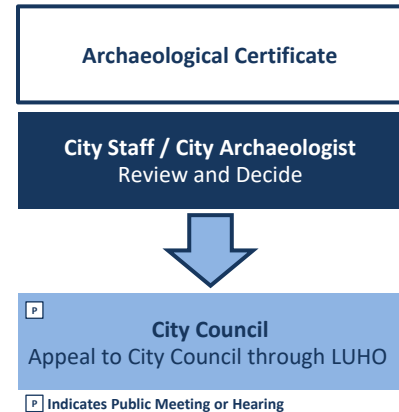 Archaeological Certificate
City Staff / City Archaeologist
Review and Decide
P
City Council
Appeal to City Council through LUHO
P Indicates Public Meeting or Hearing